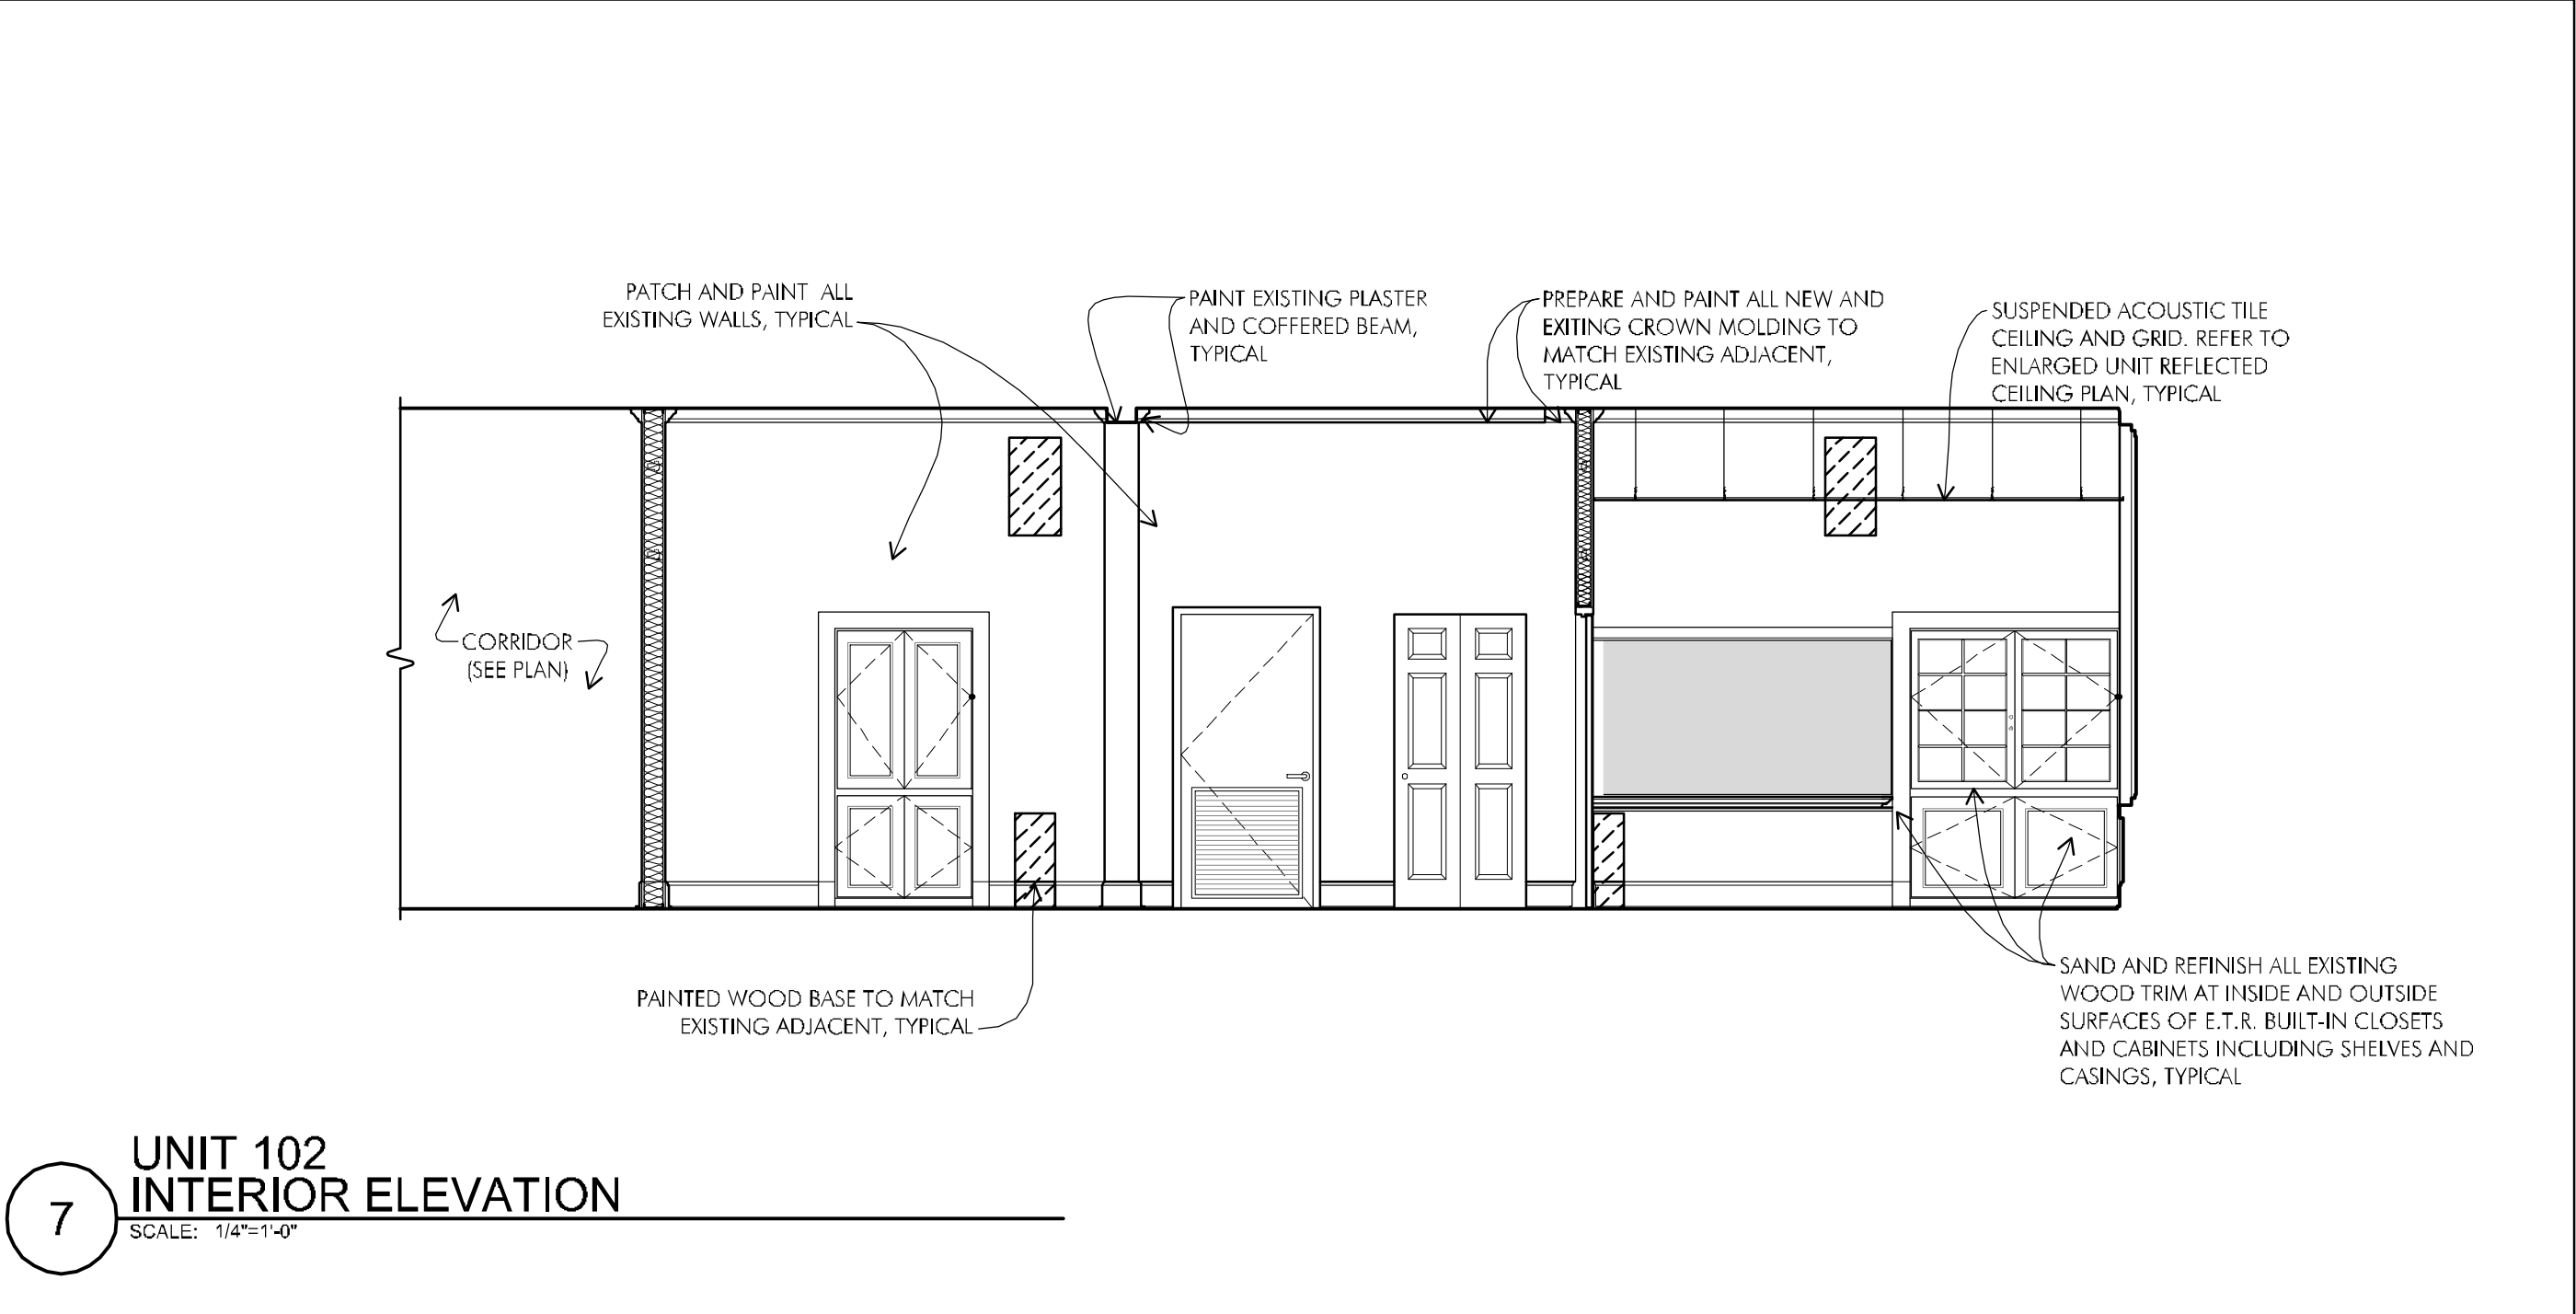 PATCH AND PAINT  ALL
EXISTING WALLS, TYPICAL
PAINT EXISTING PLASTER
AND COFFERED BEAM,
TYPICAL
PREPARE AND PAINT ALL NEW AND
EXITING CROWN MOLDING TO
MATCH EXISTING ADJACENT,
TYPICAL
SUSPENDED ACOUSTIC TILE
CEILING AND GRID. REFER TO
ENLARGED UNIT REFLECTED
CEILING PLAN, TYPICAL
CORRIDOR
(SEE PLAN)
PAINTED WOOD BASE TO MATCH
EXISTING ADJACENT, TYPICAL
SAND AND REFINISH ALL EXISTING
WOOD TRIM AT INSIDE AND OUTSIDE
SURFACES OF E.T.R. BUILT-IN CLOSETS
AND CABINETS INCLUDING SHELVES AND
CASINGS, TYPICAL
7
UNIT 102
INTERIOR ELEVATION
SCALE: 1/4"=1'-0"